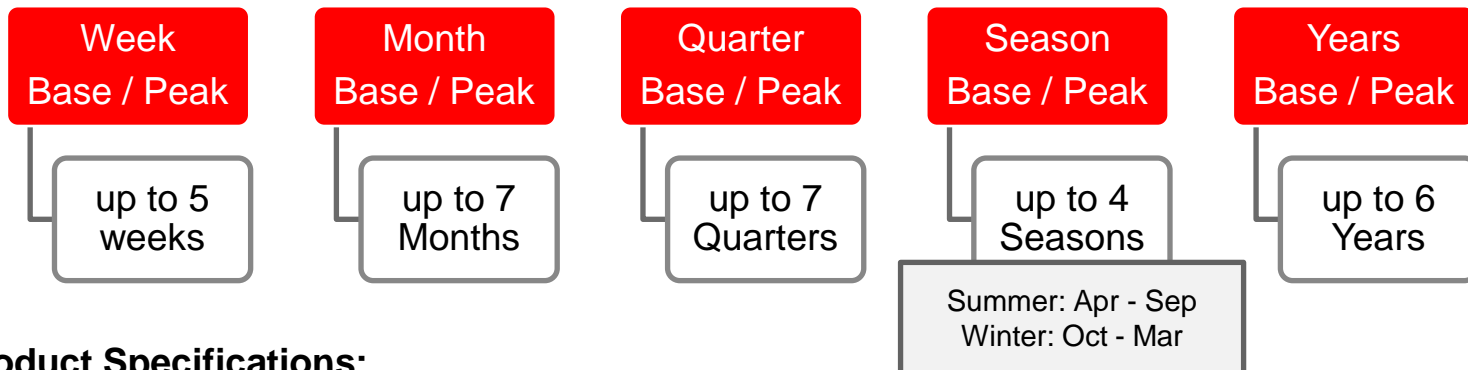 Week
Base / Peak
up to 5
weeks
Month
Base / Peak
up to 7
Months
Quarter
Base / Peak
up to 7
Quarters
Season
Base / Peak
up to 4
Seasons
Summer: Apr - Sep
Winter: Oct - Mar
Years
Base / Peak
up to 6
Years
oduct Specifications: